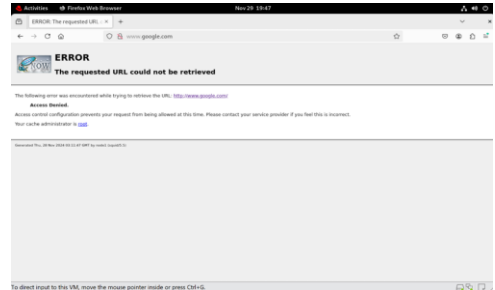 Activities Firefox Web Browser Nov 29 19:47
ERROR: The requested URL
www.google.com
NOW
ERROR
The requested URL could not be retrieved
The following error was encountered while trying to retrieve the URL: http://www.google.com/
Access Denied.
Access control configuration prevents your request from being allowed at this time. Please contact your service provider if you feel this is incorrect.
Your cache administrator is root.
To direct input to this VM, move the mouse pointer inside or press Ctrl+G.